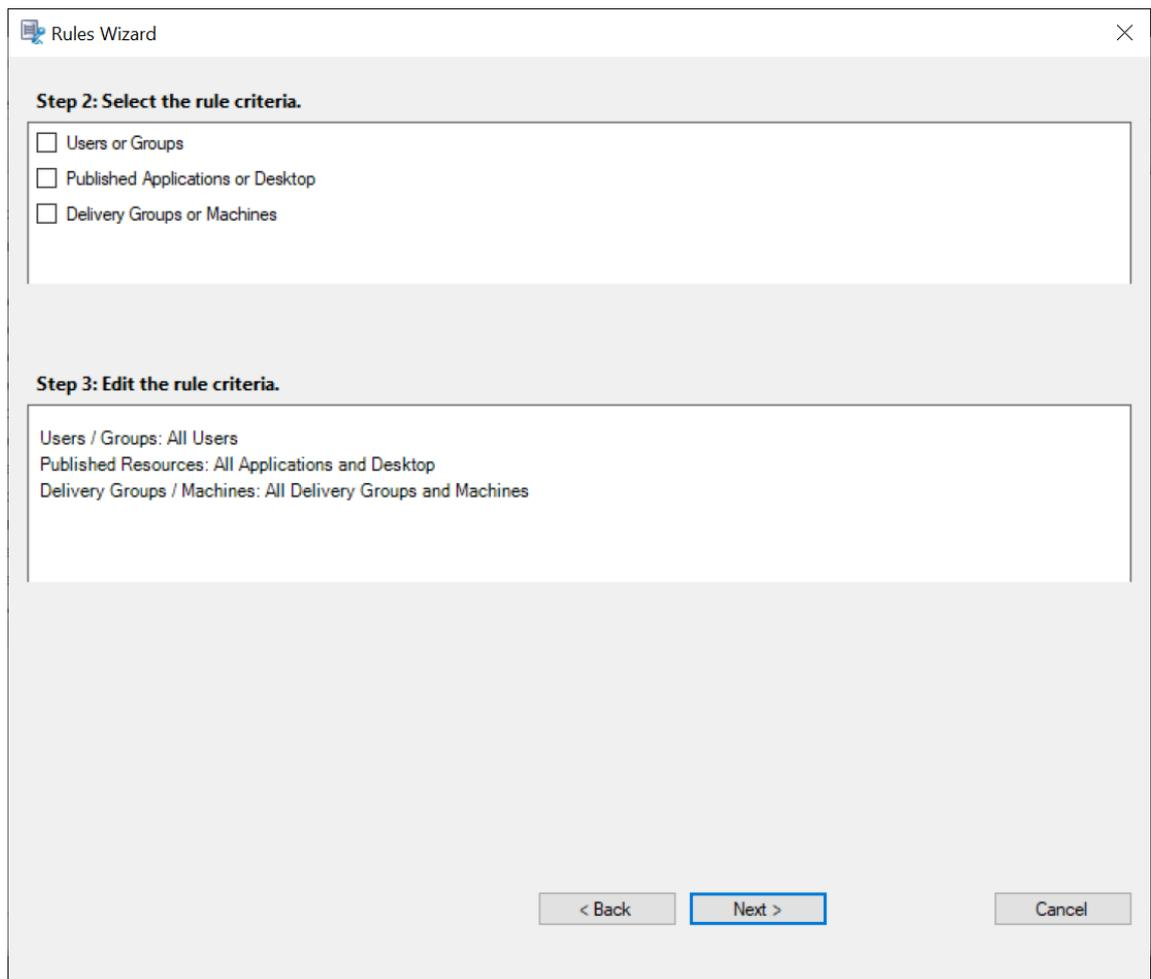 Rules Wizard
Step 2: Select the rule criteria.
Users or Groups
Published Applications or Desktop
Delivery Groups or Machines
Step 3: Edit the rule criteria.
Users / Groups: All Users
Published Resources: All Applications and Desktop
Delivery Groups / Machines: All Delivery Groups and Machines
< Back Next > Cancel